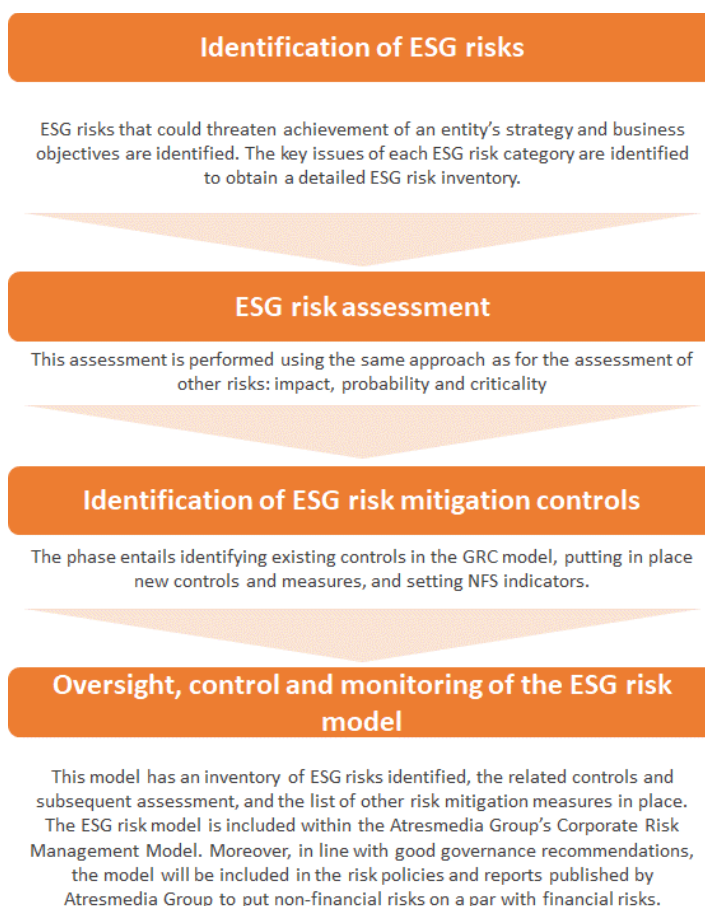 Identification of ESG risks
ESG risks that could threaten achievement of an entity's strategy and business
objectives are identified. The key issues of each ESG risk category are identified
to obtain a detailed ESG risk inventory.
ESG risk assessment
This assessment is performed using the same approach as for the assessment of
other risks: impact, probability and criticality
Identification of ESG risk mitigation controls
The phase entails identifying existing controls in the GRC model, putting in place
new controls and measures, and setting NFS indicators.
Oversight, control and monitoring of the ESG risk
model
This model has an inventory of ESG risks identified, the related controls and
subsequent assessment, and the list of other risk mitigation measures in place.
The ESG risk model is included within the Atresmedia Group's Corporate Risk
Management Model. Moreover, in line with good governance recommendations,
the model will be included in the risk policies and reports published by
Atresmedia Group to put non-financial risks on a par with financial risks.